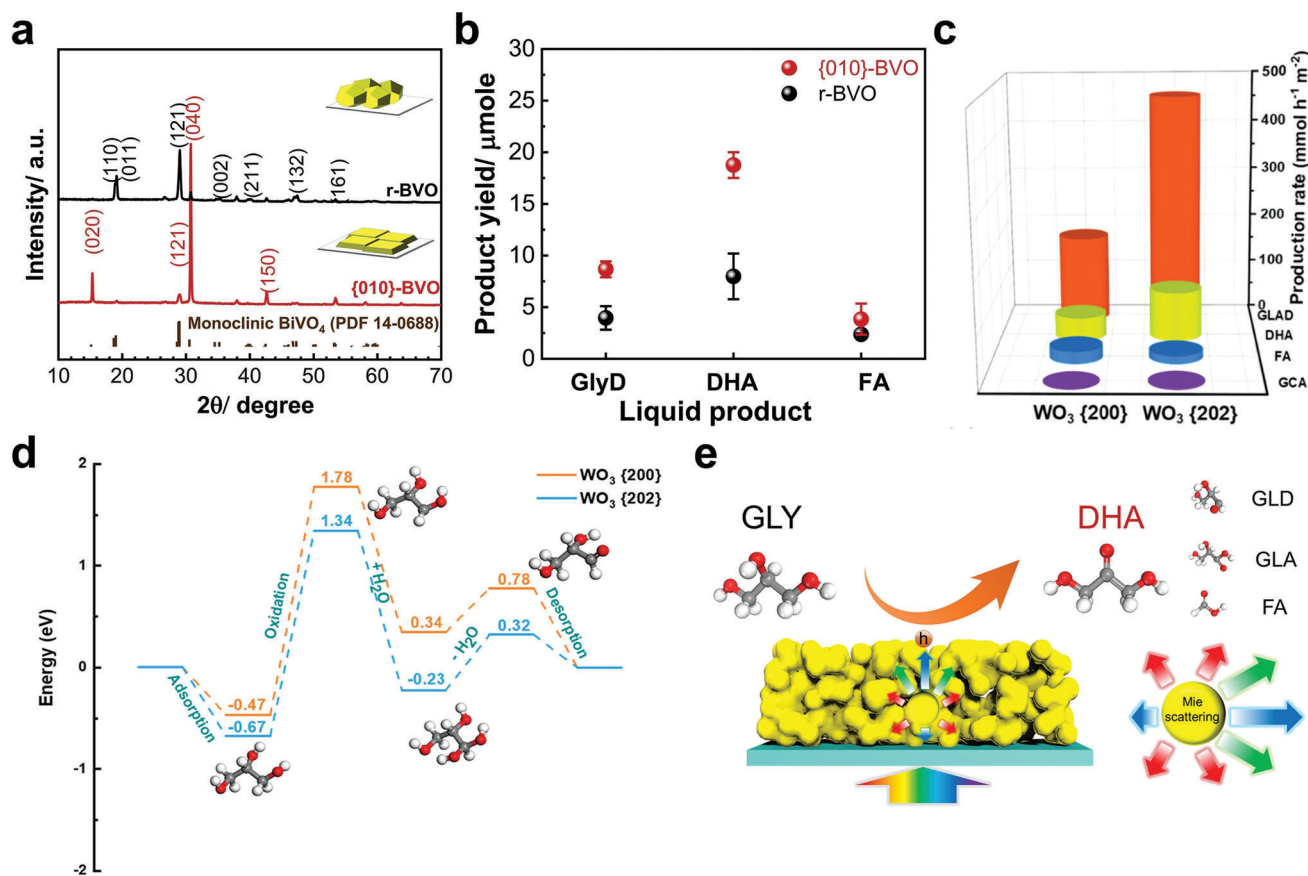 a
Intensity/ a.u.
(110)
(011)
(121)
(040)
(002)
(211)
(132)
(161)
r-BVO
(020)
(121)
(150)
{010}-BVO
Monoclinic BiVO₄ (PDF 14-0688)
10 20 30 40 50 60 70
2θ/ degree
b
Product yield/ μmole
30
25
20
15
10
5
0
{010}-BVO
r-BVO
GlyD DHA FA
Liquid product
c
Production rate (mmol h⁻¹ m⁻²)
500
400
300
200
100
0
GLAD
DHA
FA
GCA
WO₃ {200} WO₃ {202}
d
Energy (eV)
2
1
0
-1
-2
WO₃ {200}
WO₃ {202}
Adsorption
-0.47
-0.67
Oxidation
1.78
1.34
+ H₂O
0.34
-0.23
- H₂O
0.78
0.32
Desorption
e
GLY
DHA
GLD
GLA
FA
h
Mie
scattering